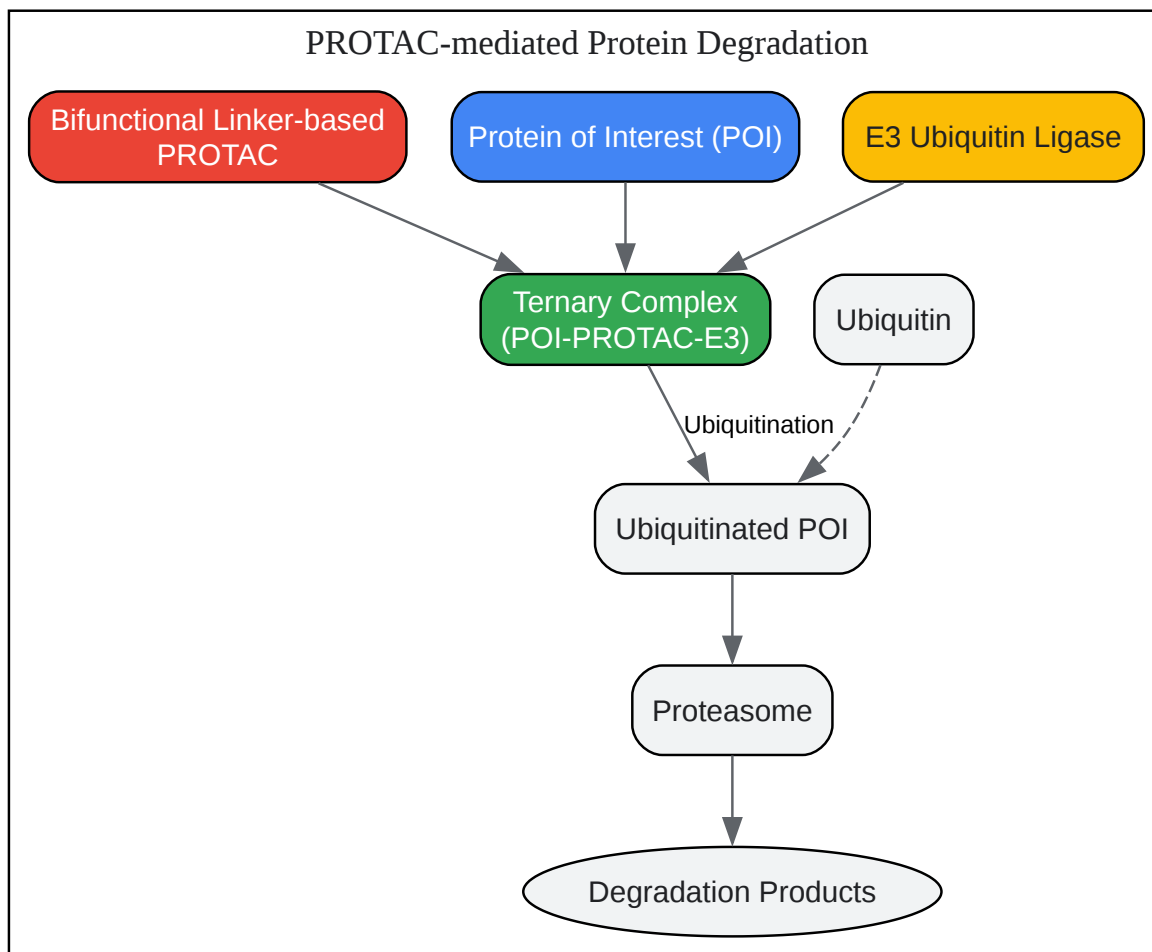 PROTAC-mediated Protein Degradation
Bifunctional Linker-based
PROTAC
Protein of Interest (POI)
E3 Ubiquitin Ligase
Ternary Complex
(POI-PROTAC-E3)
Ubiquitin
Ubiquitination
Ubiquitinated POI
Proteasome
Degradation Products